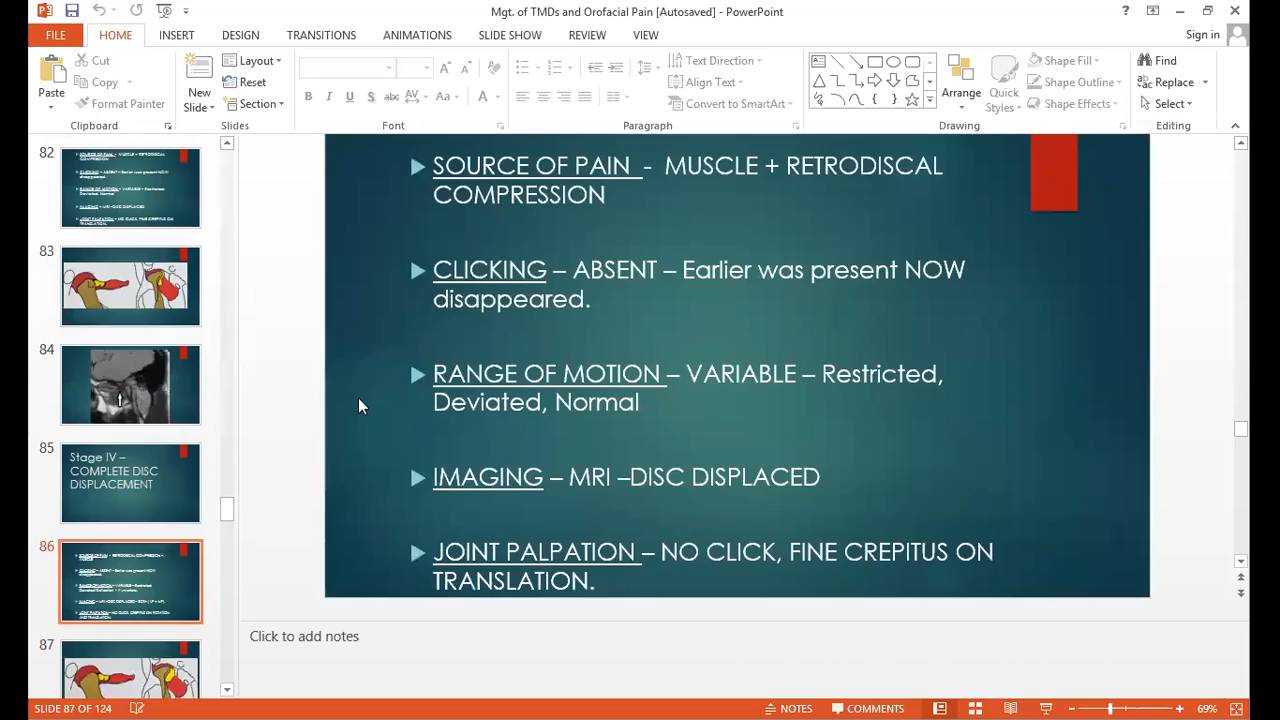 Mgt. of TMDs and Orofacial Pain [Autosaved] - PowerPoint
FILE HOME INSERT DESIGN TRANSITIONS ANIMATIONS SLIDE SHOW REVIEW VIEW Sign in
Paste
Cut
Copy
Format Painter
Clipboard
New
Slide
Layout
Reset
Section
Slides
Font
Text Direction
Align Text
Convert to SmartArt
Paragraph
Arrange
Quick
Styles
Shape Fill
Shape Outline
Shape Effects
Drawing
Find
Replace
Select
Editing
82
83
84
85
Stage IV –
COMPLETE DISC
DISPLACEMENT
86
87
SOURCE OF PAIN - MUSCLE + RETRODISCAL
COMPRESSION
CLICKING – ABSENT – Earlier was present NOW
disappeared.
RANGE OF MOTION – VARIABLE – Restricted,
Deviated, Normal
IMAGING – MRI –DISC DISPLACED
JOINT PALPATION – NO CLICK, FINE CREPITUS ON
TRANSLATION.
Click to add notes
SLIDE 87 OF 124
NOTES
COMMENTS
69%